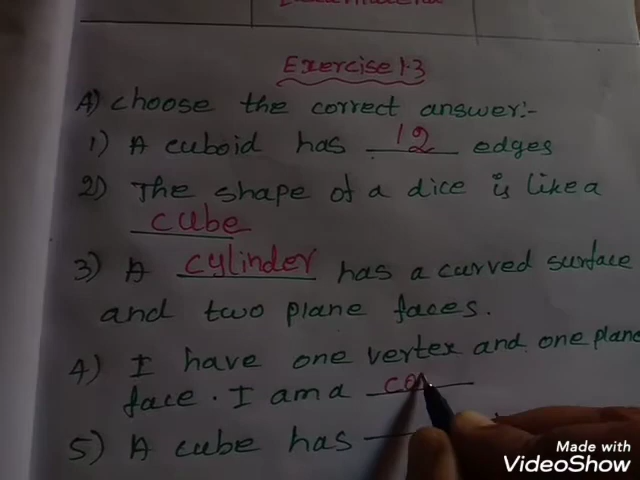 Exercise 1.3
A) Choose the correct answer:-
1) A cuboid has 12 edges
2) The shape of a dice is like a
cube
3) A cylinder has a curved surface
and two plane faces.
4) I have one vertex and one plane
face. I am a co
5) A cube has
Made with
VideoShow